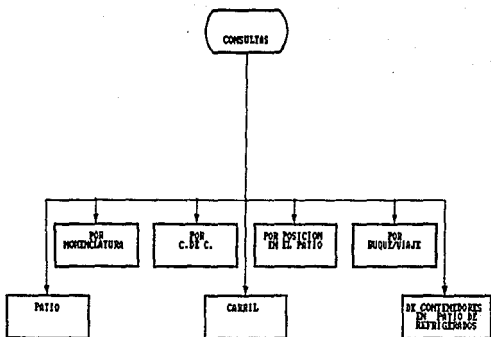 CONSULTAS
POR
NOMENCLATURA
POR
C.DE C.
POR POSICION
EN EL PATIO
POR
BUQUE/VIAJE
PATIO
CARRIL
DE CONTENEDORES
EN PATIO DE
REFRIGERADOS